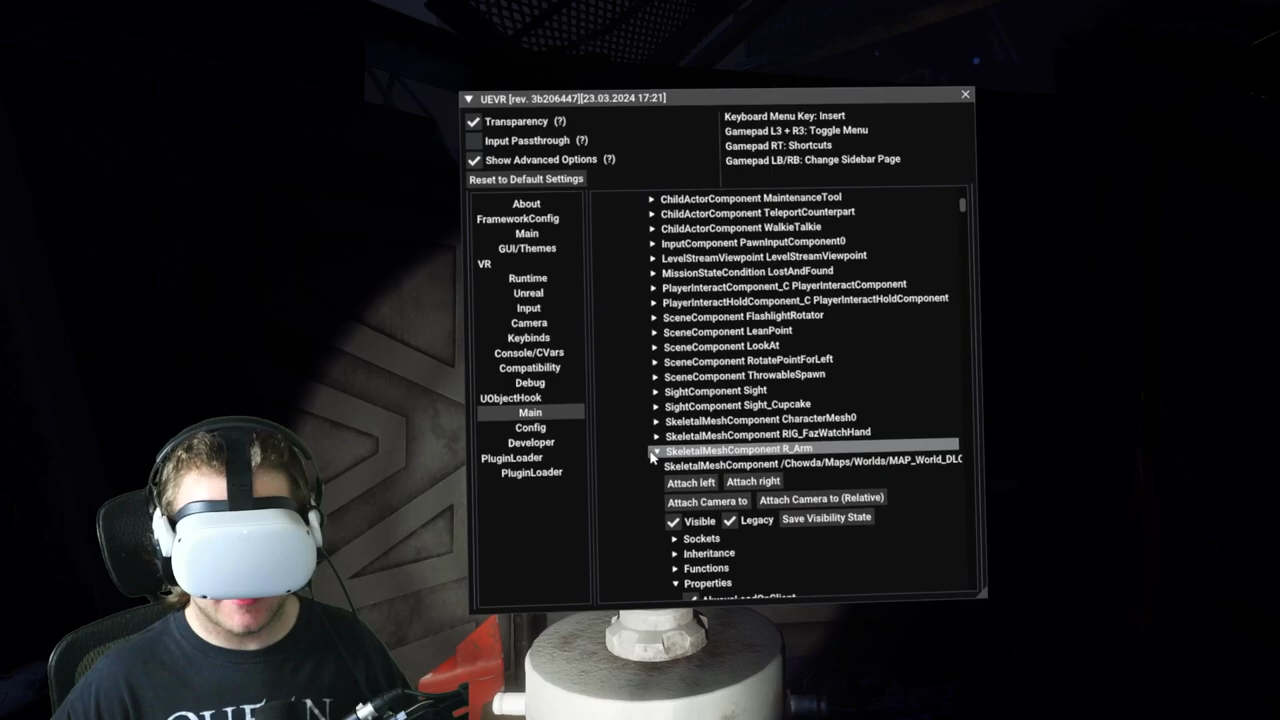 UEVR [rev. 3b206447][23.03.2024 17:21]
Transparency (?)
Input Passthrough (?)
Show Advanced Options (?)
Reset to Default Settings
Keyboard Menu Key: Insert
Gamepad L3 + R3: Toggle Menu
Gamepad RT: Shortcuts
Gamepad LB/RB: Change Sidebar Page
About
FrameworkConfig
Main
GUI/Themes
VR
Runtime
Unreal
Input
Camera
Keybinds
Console/CVars
Compatibility
Debug
UObjectHook
Main
Config
Developer
PluginLoader
PluginLoader
ChildActorComponent MaintenanceTool
ChildActorComponent TeleportCounterpart
ChildActorComponent WalkieTalkie
InputComponent PawnInputComponent0
LevelStreamViewpoint LevelStreamViewpoint
MissionStateCondition LostAndFound
PlayerInteractComponent_C PlayerInteractComponent
PlayerInteractHoldComponent_C PlayerInteractHoldComponent
SceneComponent FlashlightRotator
SceneComponent LeanPoint
SceneComponent LookAt
SceneComponent RotatePointForLeft
SceneComponent ThrowableSpawn
SightComponent Sight
SightComponent Sight_Cupcake
SkeletalMeshComponent CharacterMesh0
SkeletalMeshComponent RIG_FazWatchHand
SkeletalMeshComponent R_Arm
SkeletalMeshComponent /Chowda/Maps/Worlds/MAP_World_DLC
Attach left Attach right
Attach Camera to Attach Camera to (Relative)
Visible Legacy Save Visibility State
Sockets
Inheritance
Functions
Properties